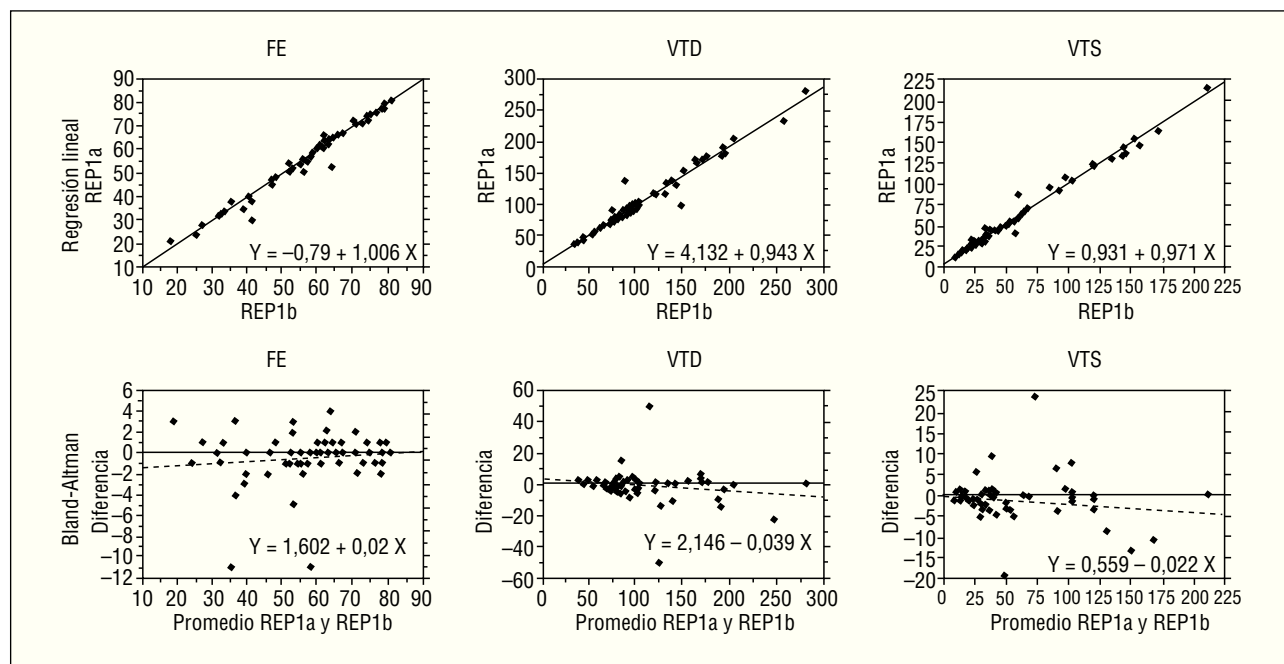 FE
VTD
VTS
Regresión lineal
REP1a
90
80
70
60
50
40
30
20
10
Y = –0,79 + 1,006 X
10 20 30 40 50 60 70 80 90
REP1b
REP1a
300
250
200
150
100
50
0
Y = 4,132 + 0,943 X
0 50 100 150 200 250 300
REP1b
REP1a
225
200
175
150
125
100
75
50
25
0
Y = 0,931 + 0,971 X
0 25 50 75 100 125 150 175 200 225
REP1b
FE
VTD
VTS
Bland-Altman
Diferencia
6
4
2
0
–2
–4
–6
–8
–10
–12
Y = 1,602 + 0,02 X
10 20 30 40 50 60 70 80 90
Promedio REP1a y REP1b
Diferencia
60
40
20
0
–20
–40
–60
Y = 2,146 – 0,039 X
0 50 100 150 200 250 300
Promedio REP1a y REP1b
Diferencia
25
20
15
10
5
0
–5
–10
–15
–20
Y = 0,559 – 0,022 X
0 25 50 75 100 125 150 175 200 225
Promedio REP1a y REP1b